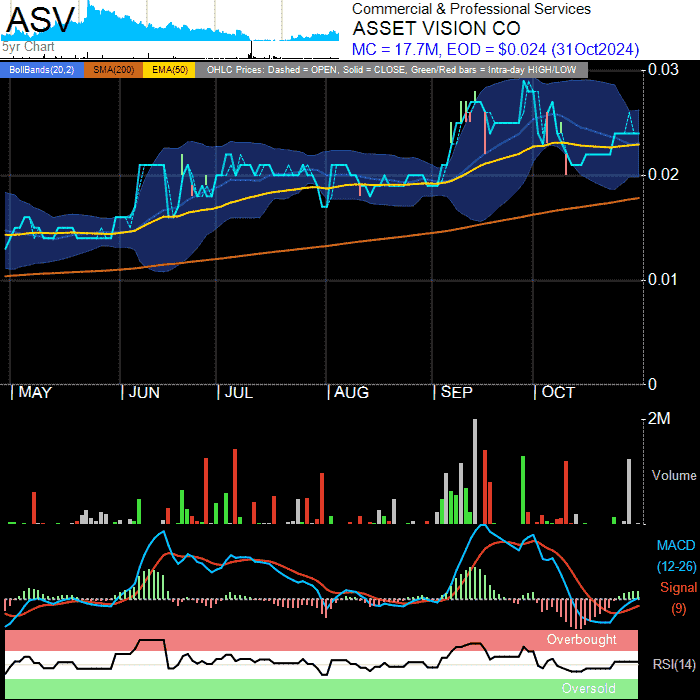 ASV
5yr Chart
Commercial & Professional Services
ASSET VISION CO
MC = 17.7M, EOD = $0.024 (31Oct2024)
BollBands(20,2) SMA(200) EMA(50) OHLC Prices: Dashed = OPEN, Solid = CLOSE, Green/Red bars = Intra-day HIGH/LOW
0.03
0.02
0.01
0
MAY JUN JUL AUG SEP OCT
2M
Volume
MACD
(12-26)
Signal
(9)
Overbought
RSI(14)
Oversold